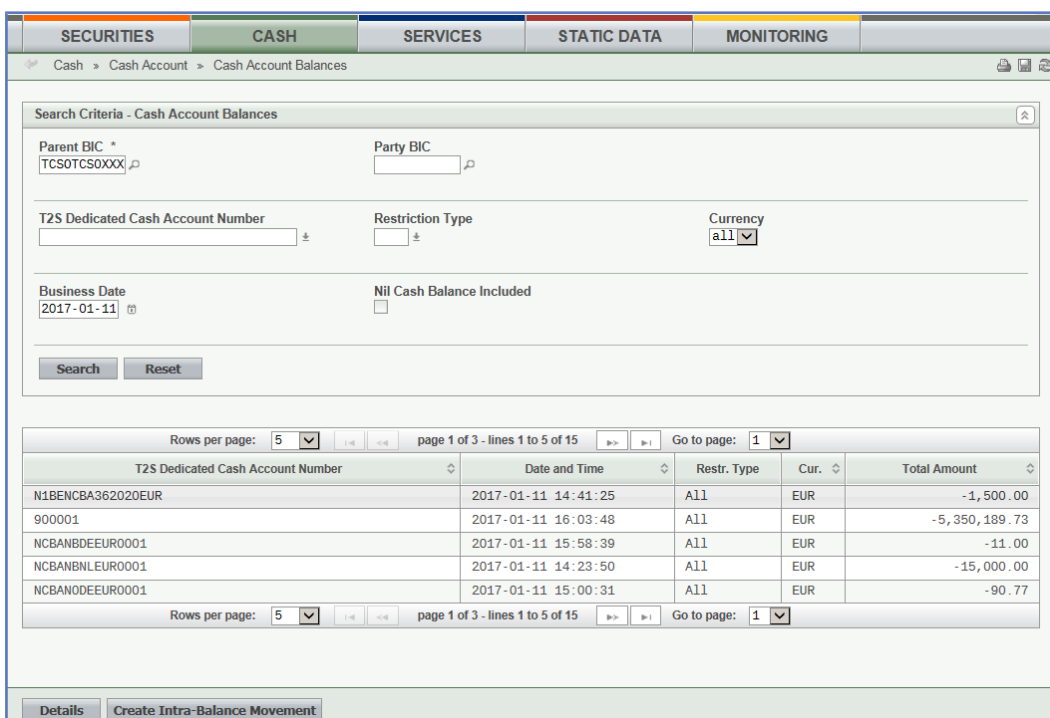 SECURITIES CASH SERVICES STATIC DATA MONITORING
Cash » Cash Account » Cash Account Balances
Search Criteria - Cash Account Balances
Parent BIC * Party BIC
TCSOTCSOXXX
T2S Dedicated Cash Account Number Restriction Type Currency
all
Business Date Nil Cash Balance Included
2017-01-11
Search Reset
Rows per page: 5 page 1 of 3 - lines 1 to 5 of 15 Go to page: 1
T2S Dedicated Cash Account Number Date and Time Restr. Type Cur. Total Amount
N1BENCBA362020EUR 2017-01-11 14:41:25 All EUR -1,500.00
900001 2017-01-11 16:03:48 All EUR -5,350,189.73
NCBANBDEEUR0001 2017-01-11 15:58:39 All EUR -11.00
NCBANBNLEUR0001 2017-01-11 14:23:50 All EUR -15,000.00
NCBANODEEUR0001 2017-01-11 15:00:31 All EUR -90.77
Rows per page: 5 page 1 of 3 - lines 1 to 5 of 15 Go to page: 1
Details Create Intra-Balance Movement